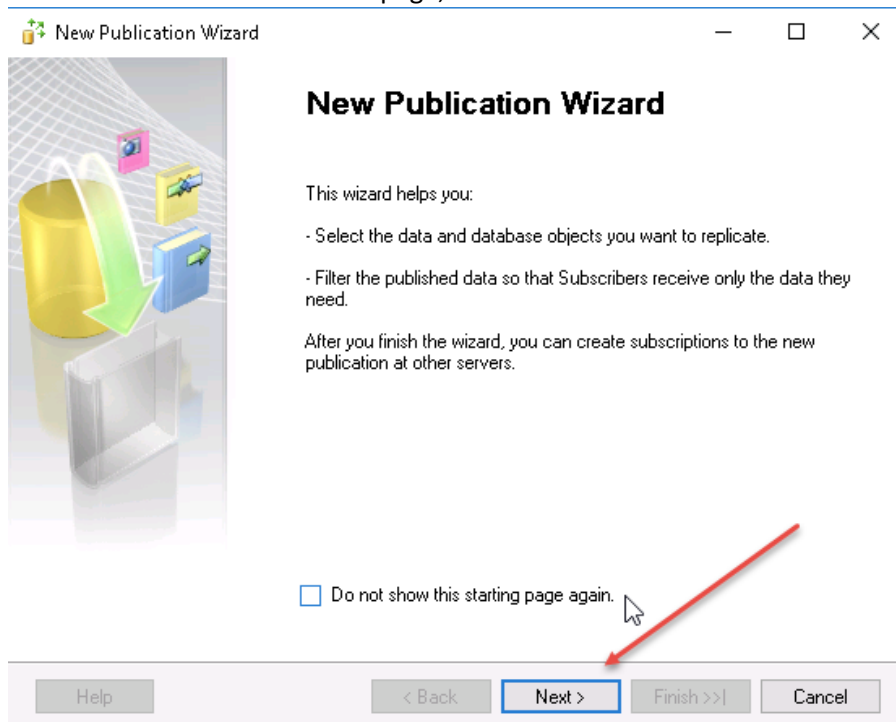 New Publication Wizard
New Publication Wizard
This wizard helps you:
- Select the data and database objects you want to replicate.
- Filter the published data so that Subscribers receive only the data they
need.
After you finish the wizard, you can create subscriptions to the new
publication at other servers.
Do not show this starting page again.
Help
< Back
Next >
Finish >>|
Cancel